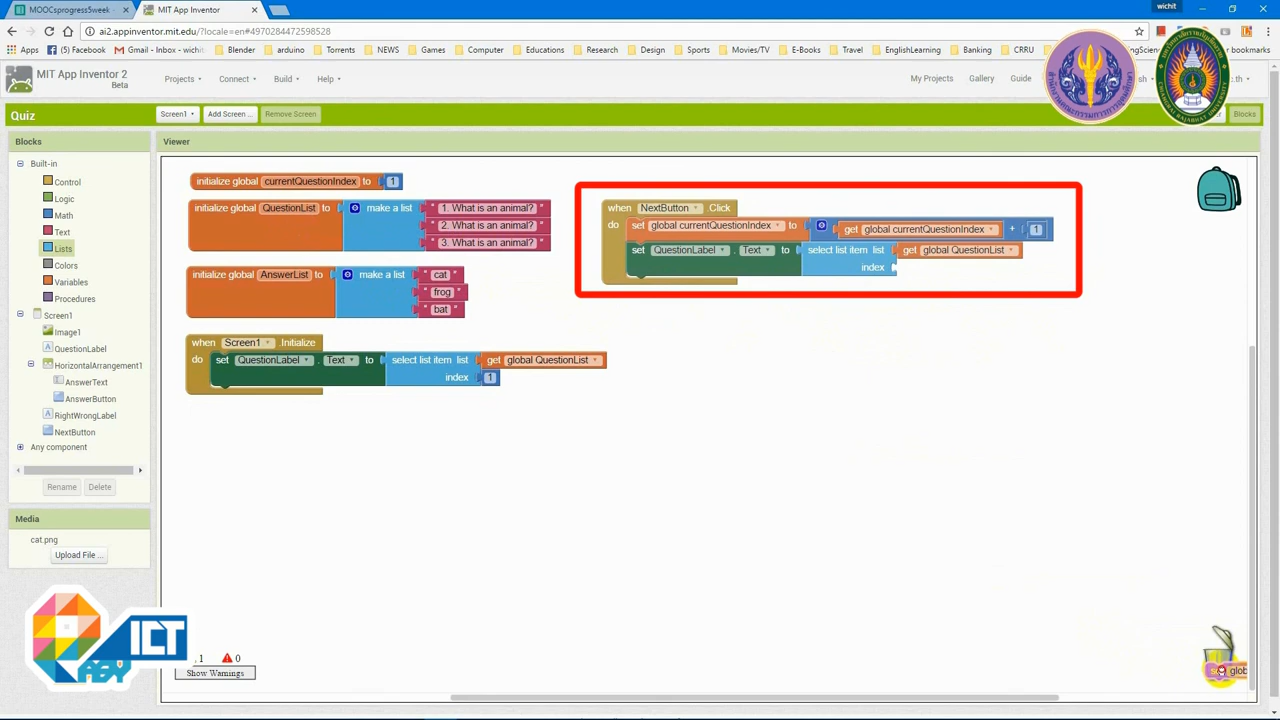 MOOCsprogress5week
MIT App Inventor
wichit
ai2.appinventor.mit.edu/?locale=en#4970284472598528
Apps
(5) Facebook
Gmail - Inbox - wichit
Blender
arduino
Torrents
NEWS
Games
Computer
Educations
Research
Design
Sports
Movies/TV
E-Books
Travel
EnglishLearning
Banking
CRRU
bookmarks
MIT App Inventor 2
Beta
Projects
Connect
Build
Help
My Projects
Gallery
Guide
Quiz
Screen1
Add Screen ...
Remove Screen
Blocks
Blocks
Viewer
Built-in
Control
Logic
Math
Text
Lists
Colors
Variables
Procedures
Screen1
Image1
QuestionLabel
HorizontalArrangement1
AnswerText
AnswerButton
RightWrongLabel
NextButton
Any component
Rename
Delete
Media
cat.png
Upload File ...
initialize global currentQuestionIndex to 1
initialize global QuestionList to make a list " 1. What is an animal? "
" 2. What is an animal? "
" 3. What is an animal? "
initialize global AnswerList to make a list " cat "
" frog "
" bat "
when Screen1 .Initialize
do set QuestionLabel . Text to select list item list get global QuestionList
index 1
when NextButton .Click
do set global currentQuestionIndex to get global currentQuestionIndex + 1
set QuestionLabel . Text to select list item list get global QuestionList
index
1
0
Show Warnings
ICT